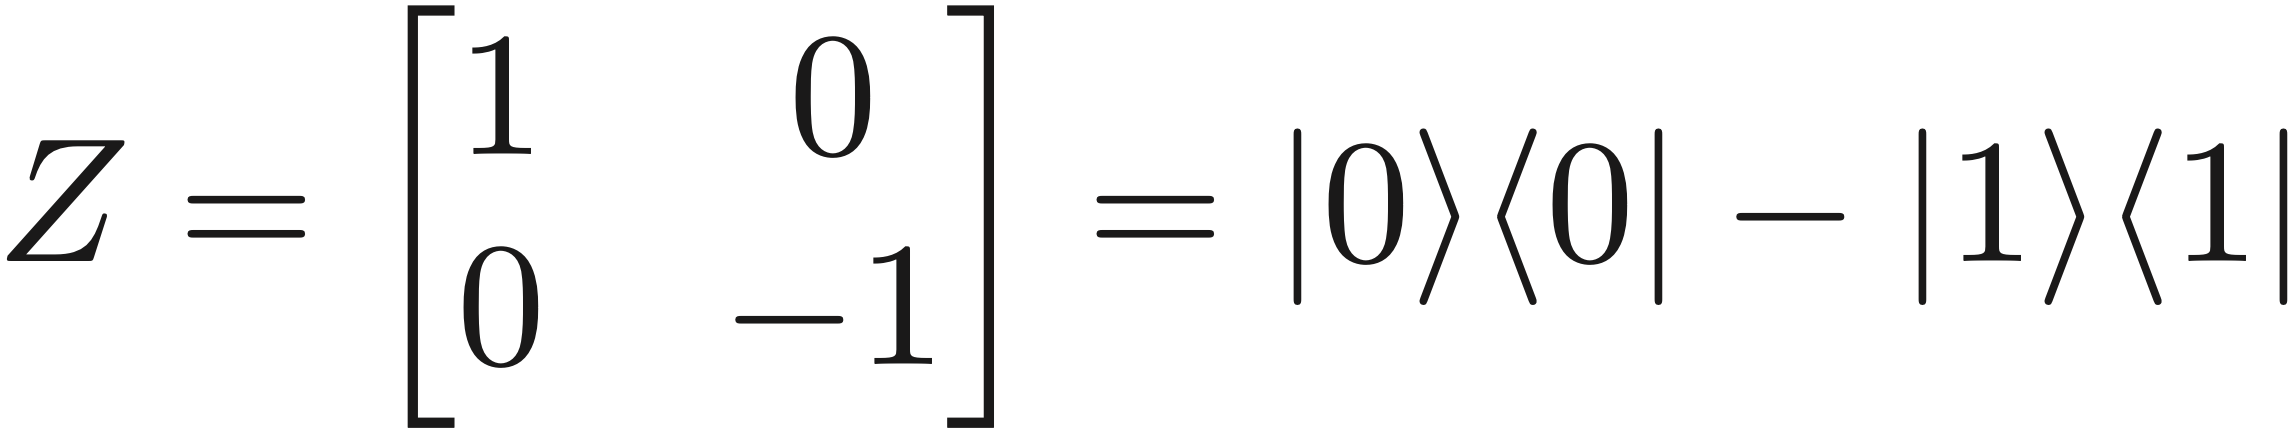 Z = [1 0; 0 −1] = |0⟩⟨0| − |1⟩⟨1|